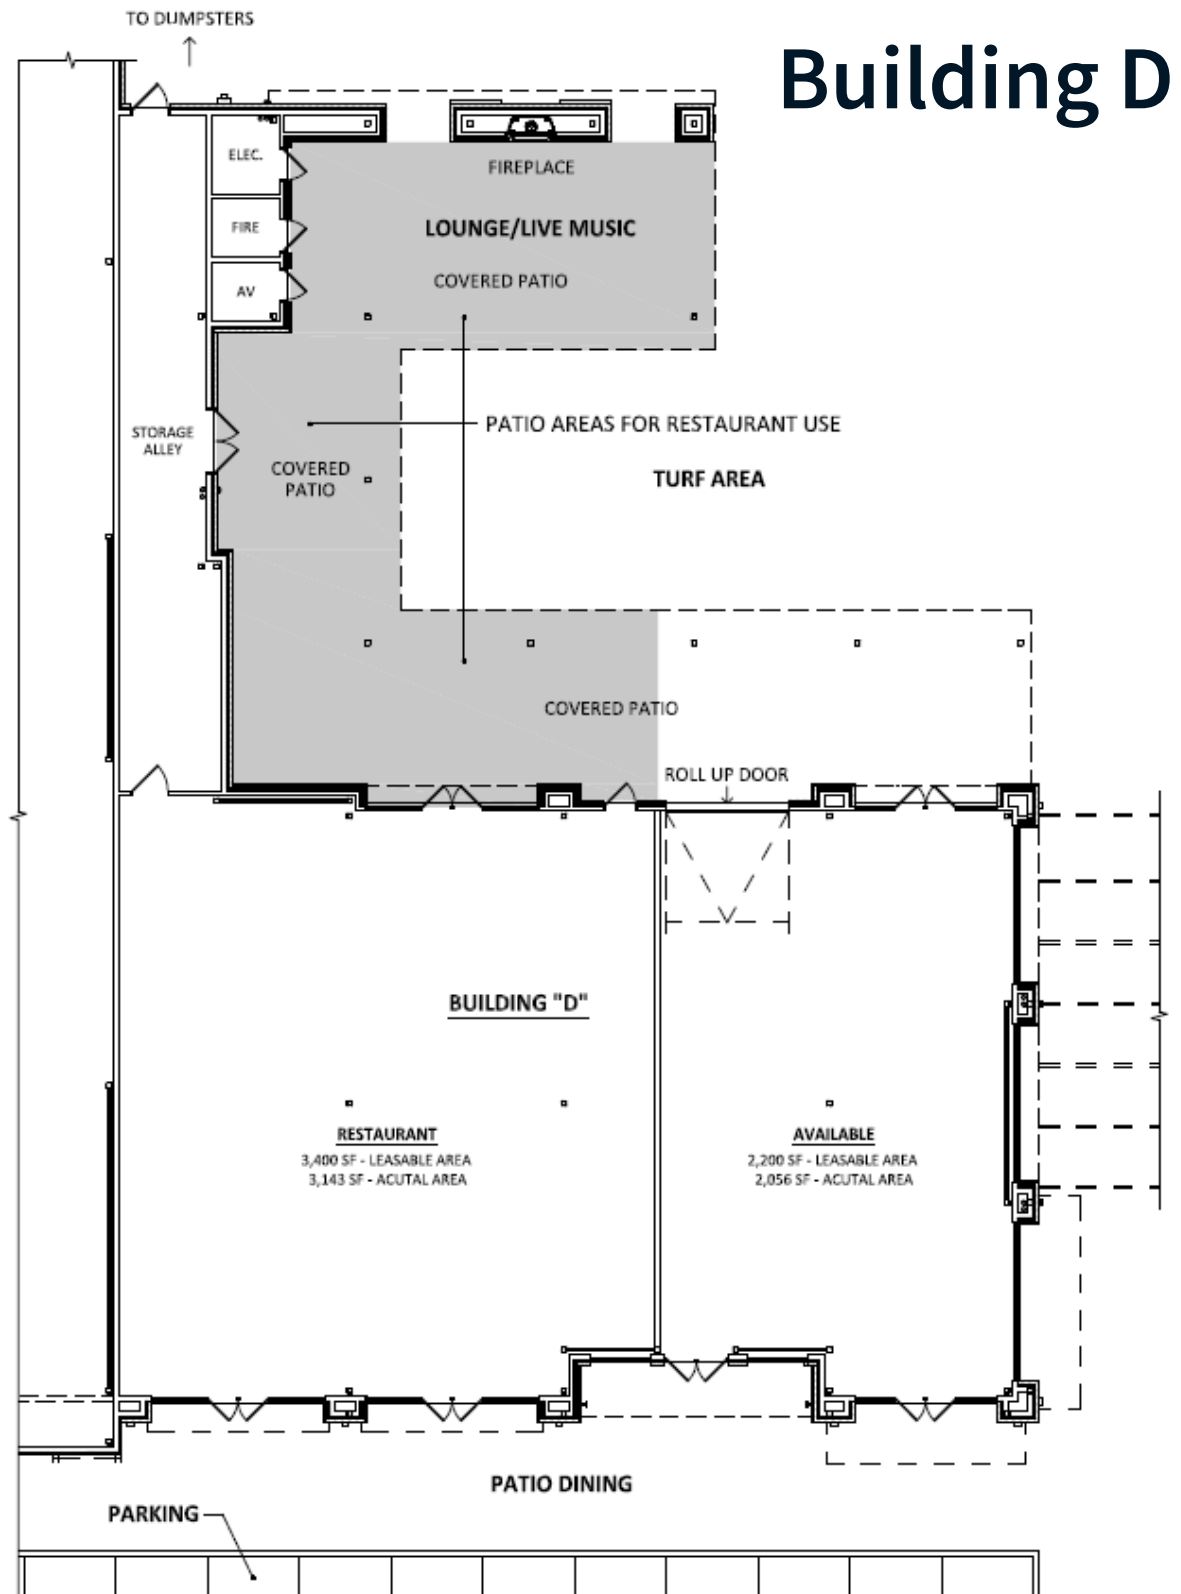 TO DUMPSTERS
Building D
ELEC.
FIREPLACE
FIRE
LOUNGE/LIVE MUSIC
COVERED PATIO
AV
PATIO AREAS FOR RESTAURANT USE
STORAGE
ALLEY
COVERED
PATIO
TURF AREA
COVERED PATIO
ROLL UP DOOR
BUILDING "D"
RESTAURANT
3,400 SF - LEASABLE AREA
3,143 SF - ACUTAL AREA
AVAILABLE
2,200 SF - LEASABLE AREA
2,056 SF - ACUTAL AREA
PATIO DINING
PARKING